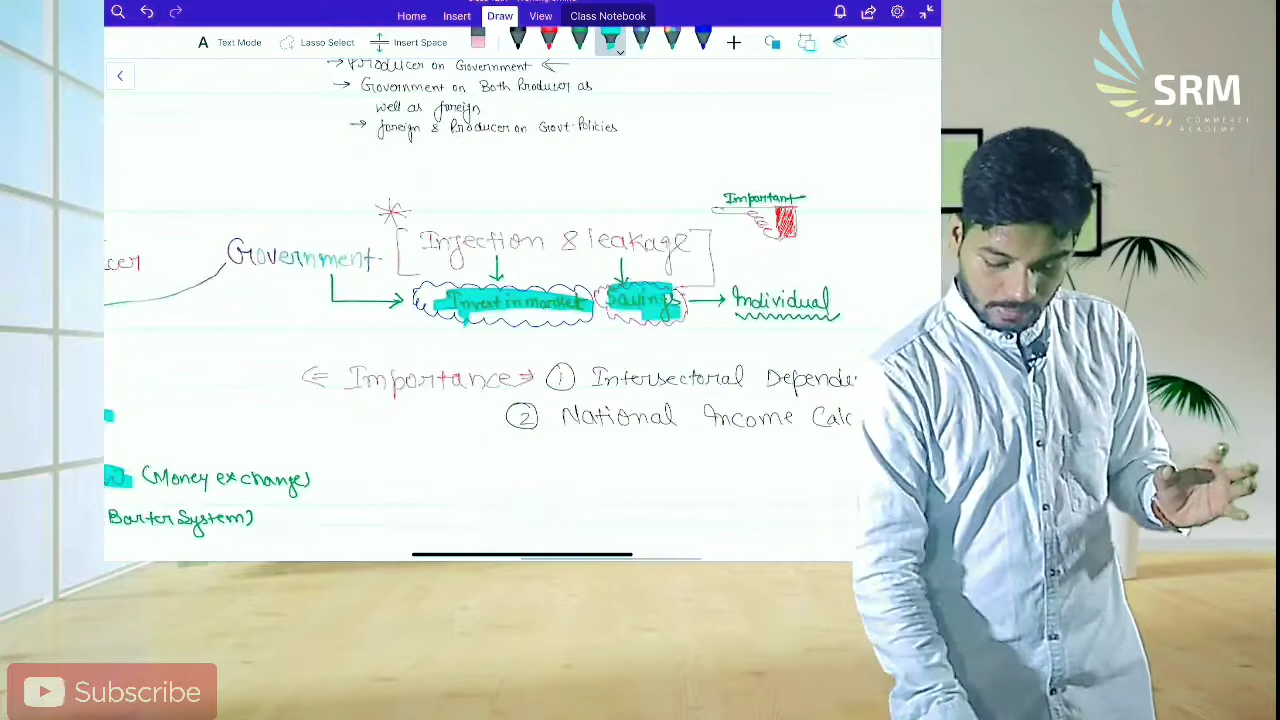 Home Insert Draw View Class Notebook
Text Mode Lasso Select Insert Space
→ Producer on Government ←
→ Government on Both Producer as
well as foreign
→ foreign & Producer on Govt. Policies
SRM
COMMERCE
ACADEMY
Important
Injection & leakage
cer
Government
Invest in market Saving → Individual
Importance ① Intersectoral Depende
② National Income Calc
(Money exchange)
Barter System)
Subscribe